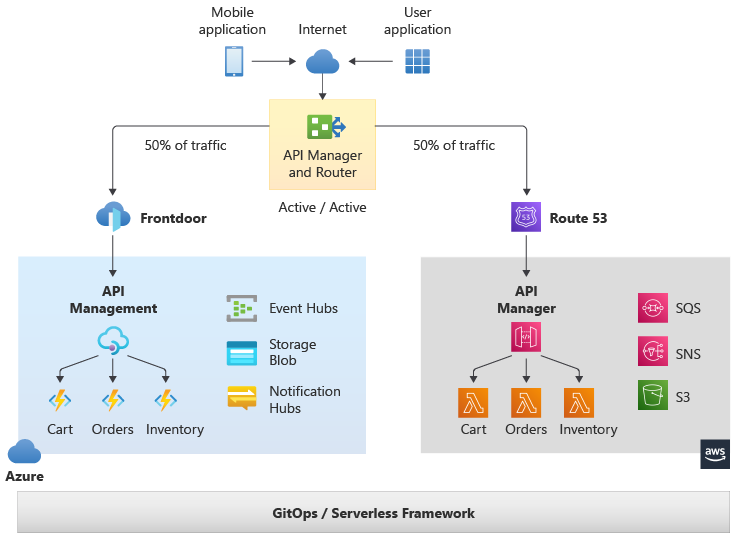 Mobile
application
Internet
User
application
50% of traffic
API Manager
and Router
50% of traffic
Active / Active
Frontdoor
53
Route 53
API
Management
Event Hubs
Storage
Blob
Notification
Hubs
Cart
Orders
Inventory
Azure
API
Manager
SQS
SNS
S3
Cart
Orders
Inventory
aws
GitOps / Serverless Framework